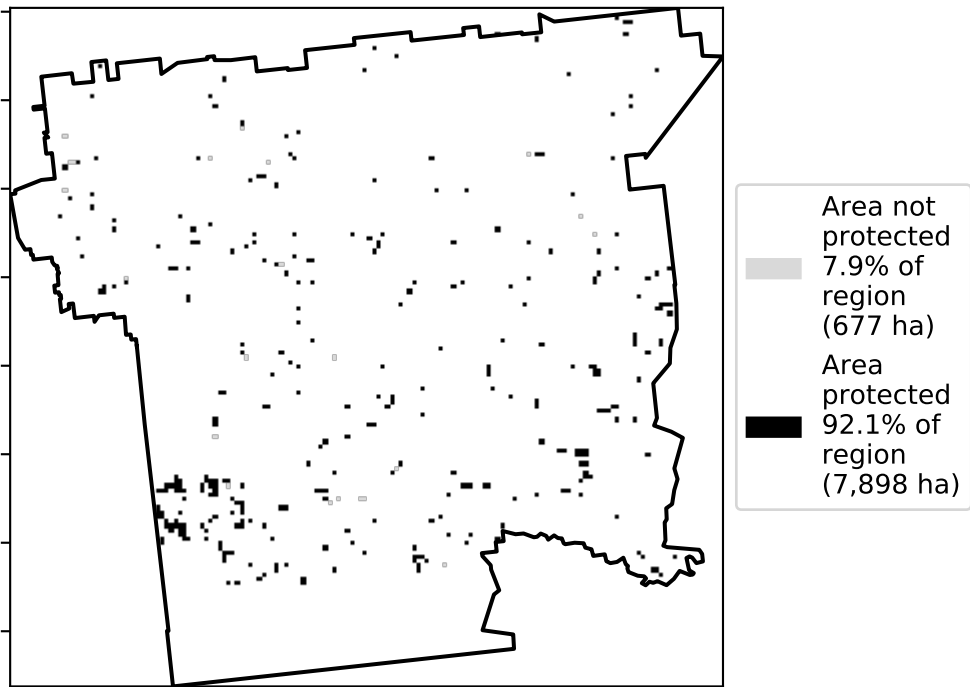 Area not
protected
7.9% of
region
(677 ha)
Area
protected
92.1% of
region
(7,898 ha)